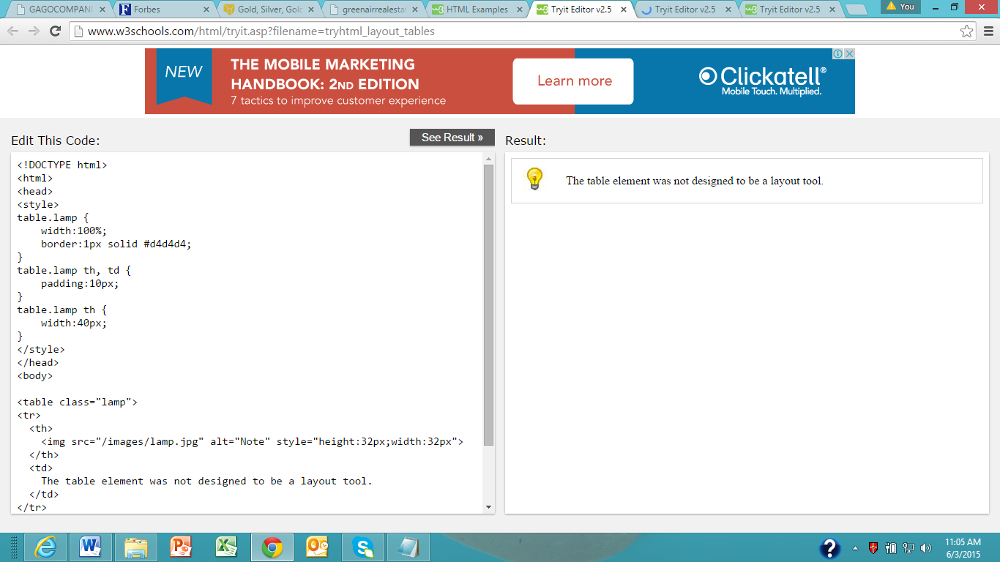 GAGOCOMPANI
Forbes
Gold, Silver, Gol
greenairrealesta
HTML Examples
Tryit Editor v2.5
Tryit Editor v2.5
Tryit Editor v2.5
You
www.w3schools.com/html/tryit.asp?filename=tryhtml_layout_tables
NEW
THE MOBILE MARKETING
HANDBOOK: 2ND EDITION
7 tactics to improve customer experience
Learn more
Clickatell®
Mobile Touch. Multiplied.
Edit This Code:
See Result »
<!DOCTYPE html>
<html>
<head>
<style>
table.lamp {
    width:100%;
    border:1px solid #d4d4d4;
}
table.lamp th, td {
    padding:10px;
}
table.lamp th {
    width:40px;
}
</style>
</head>
<body>

<table class="lamp">
<tr>
  <th>
    <img src="/images/lamp.jpg" alt="Note" style="height:32px;width:32px">
  </th>
  <td>
    The table element was not designed to be a layout tool.
  </td>
</tr>
Result:
The table element was not designed to be a layout tool.
11:05 AM
6/3/2015